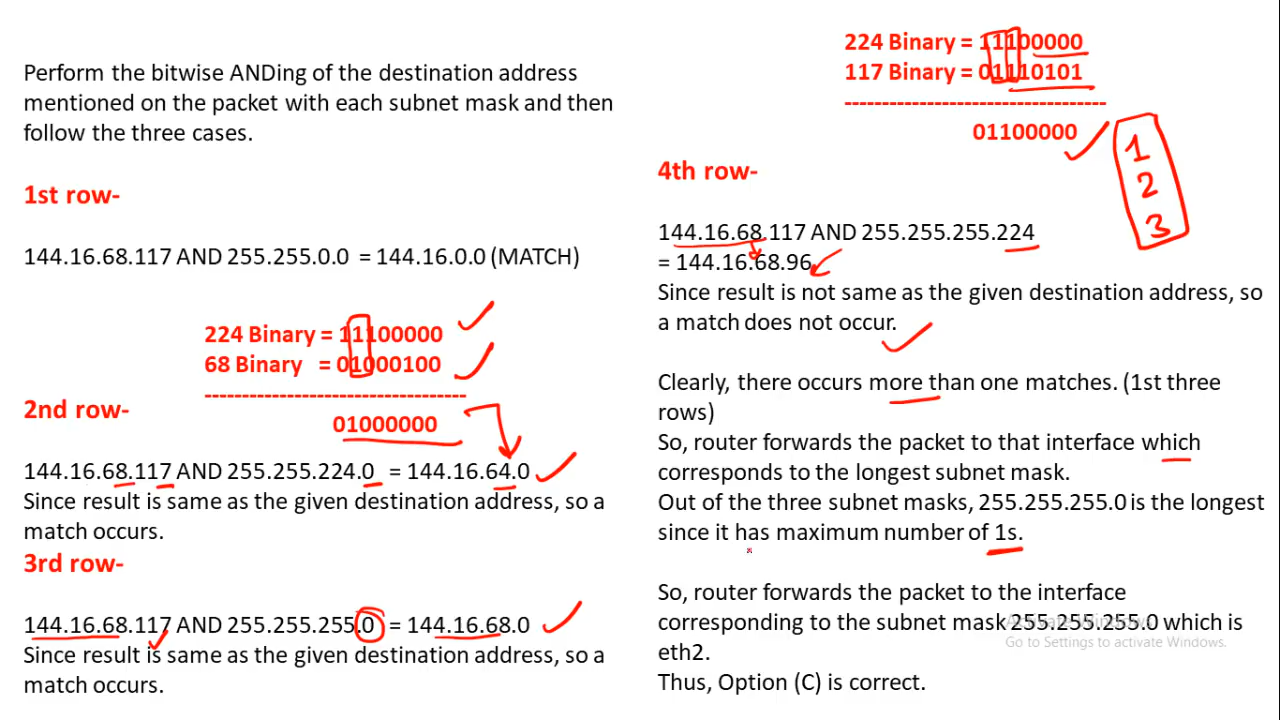 Perform the bitwise ANDing of the destination address
mentioned on the packet with each subnet mask and then
follow the three cases.
1st row-
144.16.68.117 AND 255.255.0.0 = 144.16.0.0 (MATCH)
224 Binary = 11100000
68 Binary = 01000100
-----------------------------------
01000000
2nd row-
144.16.68.117 AND 255.255.224.0 = 144.16.64.0
Since result is same as the given destination address, so a
match occurs.
3rd row-
144.16.68.117 AND 255.255.255.0 = 144.16.68.0
Since result is same as the given destination address, so a
match occurs.
224 Binary = 11100000
117 Binary = 01110101
-----------------------------------
01100000
1
2
3
4th row-
144.16.68.117 AND 255.255.255.224
= 144.16.68.96
Since result is not same as the given destination address, so
a match does not occur.
Clearly, there occurs more than one matches. (1st three
rows)
So, router forwards the packet to that interface which
corresponds to the longest subnet mask.
Out of the three subnet masks, 255.255.255.0 is the longest
since it has maximum number of 1s.
So, router forwards the packet to the interface
corresponding to the subnet mask 255.255.255.0 which is
eth2.
Thus, Option (C) is correct.
Activate Windows
Go to Settings to activate Windows.